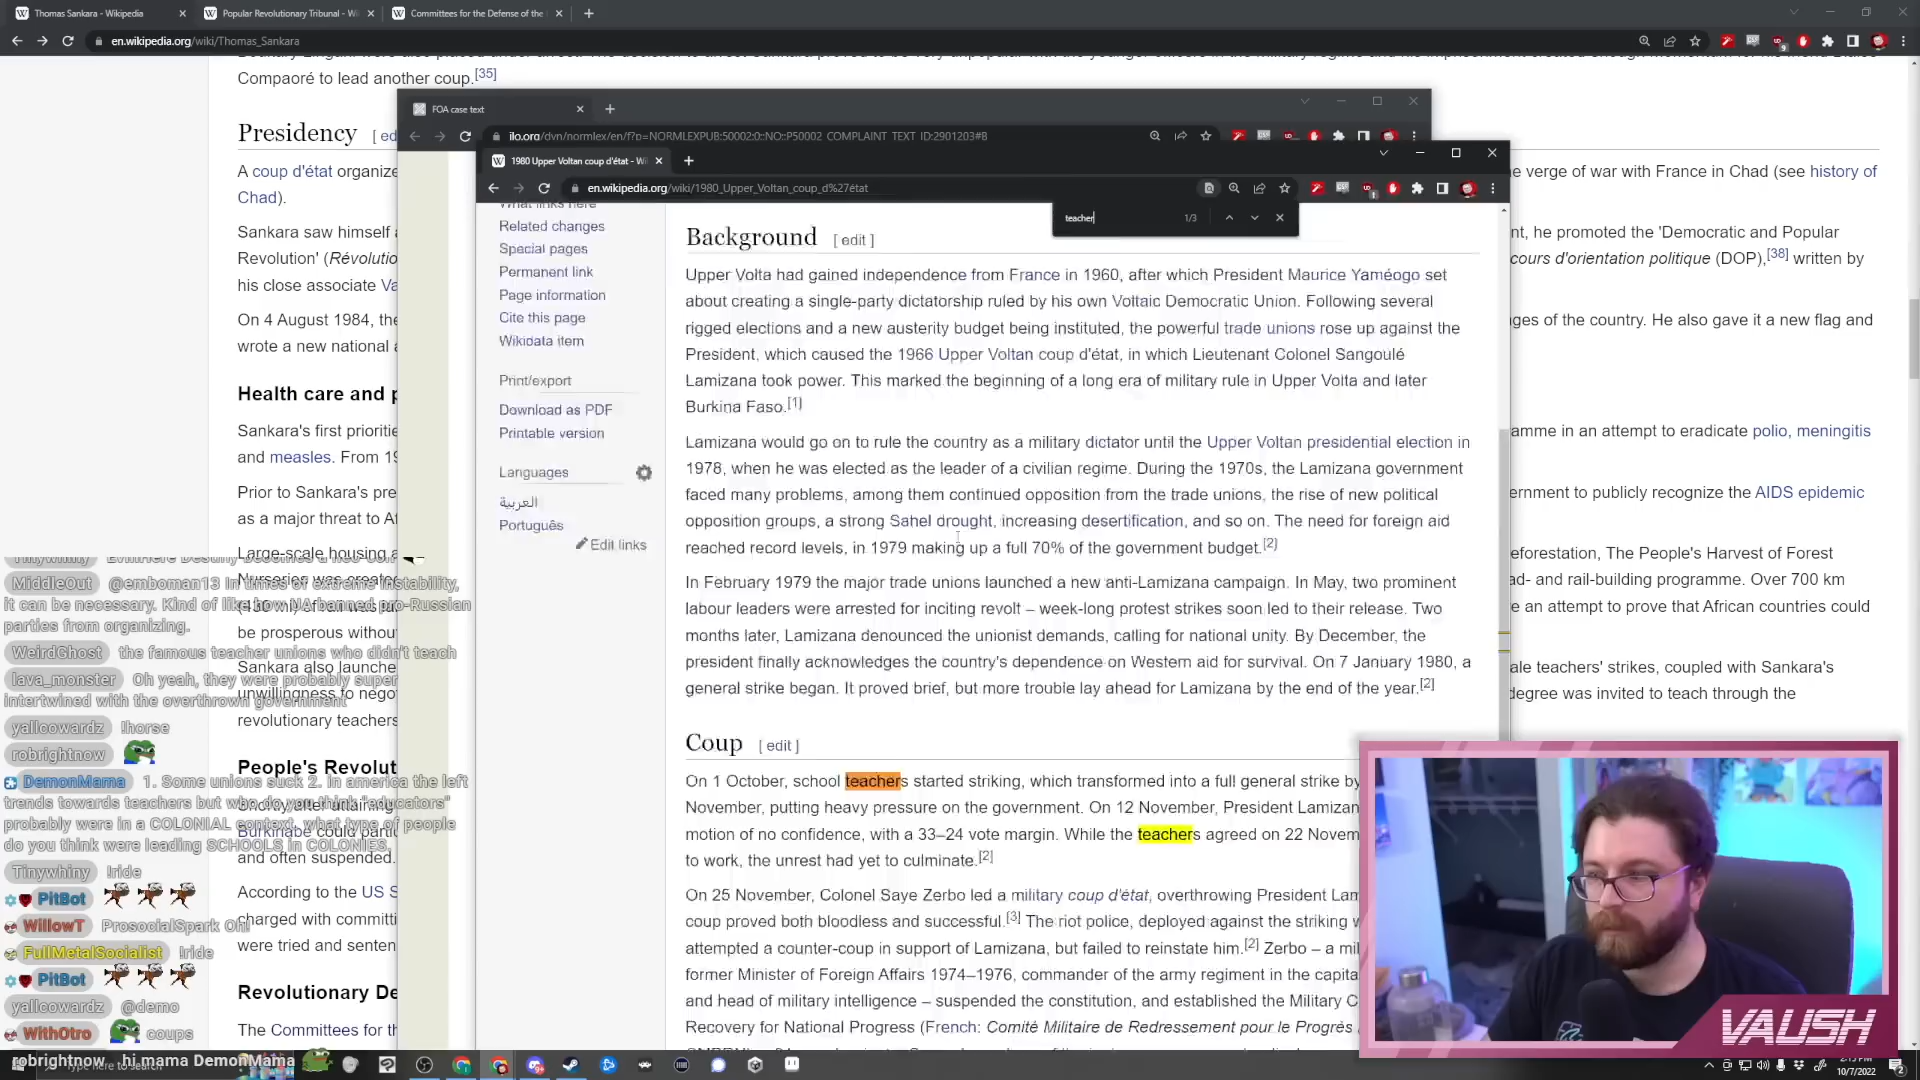 Thomas Sankara - Wikipedia
Popular Revolutionary Tribunal - Wi
Committees for the Defense of the
en.wikipedia.org/wiki/Thomas_Sankara
Compaoré to lead another coup.[35]
Presidency [ ed
A coup d'état organize
Chad).
Sankara saw himself
Revolution' (Révolutio
his close associate Va
On 4 August 1984, the
wrote a new national a
Health care and p
Sankara's first prioritie
and measles. From 19
Prior to Sankara's pre
as a major threat to Af
Large-scale housing a
be prosperous without
Sankara also launche
unwillingness to nego
revolutionary teachers
People's Revolut
Burkinabé could partic
and often suspended.
According to the US S
charged with committi
were tried and senten
Revolutionary De
The Committees for th
FOA case text
ilo.org/dyn/normlex/en/f?p=NORMLEXPUB:50002:0::NO::P50002_COMPLAINT_TEXT_ID:2901203#B
1980 Upper Voltan coup d'état - Wi
en.wikipedia.org/wiki/1980_Upper_Voltan_coup_d%27état
teacher 1/3
What links here
Related changes
Special pages
Permanent link
Page information
Cite this page
Wikidata item
Print/export
Download as PDF
Printable version
Languages
العربية
Português
Edit links
Background [ edit ]
Upper Volta had gained independence from France in 1960, after which President Maurice Yaméogo set
about creating a single-party dictatorship ruled by his own Voltaic Democratic Union. Following several
rigged elections and a new austerity budget being instituted, the powerful trade unions rose up against the
President, which caused the 1966 Upper Voltan coup d'état, in which Lieutenant Colonel Sangoulé
Lamizana took power. This marked the beginning of a long era of military rule in Upper Volta and later
Burkina Faso.[1]
Lamizana would go on to rule the country as a military dictator until the Upper Voltan presidential election in
1978, when he was elected as the leader of a civilian regime. During the 1970s, the Lamizana government
faced many problems, among them continued opposition from the trade unions, the rise of new political
opposition groups, a strong Sahel drought, increasing desertification, and so on. The need for foreign aid
reached record levels, in 1979 making up a full 70% of the government budget.[2]
In February 1979 the major trade unions launched a new anti-Lamizana campaign. In May, two prominent
labour leaders were arrested for inciting revolt – week-long protest strikes soon led to their release. Two
months later, Lamizana denounced the unionist demands, calling for national unity. By December, the
president finally acknowledges the country's dependence on Western aid for survival. On 7 January 1980, a
general strike began. It proved brief, but more trouble lay ahead for Lamizana by the end of the year.[2]
Coup [ edit ]
On 1 October, school teachers started striking, which transformed into a full general strike by
November, putting heavy pressure on the government. On 12 November, President Lamizan
motion of no confidence, with a 33–24 vote margin. While the teachers agreed on 22 Novem
to work, the unrest had yet to culminate.[2]
On 25 November, Colonel Saye Zerbo led a military coup d'état, overthrowing President Lam
coup proved both bloodless and successful.[3] The riot police, deployed against the striking w
attempted a counter-coup in support of Lamizana, but failed to reinstate him.[2] Zerbo – a mil
former Minister of Foreign Affairs 1974–1976, commander of the army regiment in the capita
and head of military intelligence – suspended the constitution, and established the Military C
Recovery for National Progress (French: Comité Militaire de Redressement pour le Progrès
e verge of war with France in Chad (see history of
nt, he promoted the 'Democratic and Popular
cours d'orientation politique (DOP),[38] written by
ges of the country. He also gave it a new flag and
amme in an attempt to eradicate polio, meningitis
ernment to publicly recognize the AIDS epidemic
eforestation, The People's Harvest of Forest
ad- and rail-building programme. Over 700 km
e an attempt to prove that African countries could
ale teachers' strikes, coupled with Sankara's
degree was invited to teach through the
MiddleOut @emboman13 In times of extreme instability,
it can be necessary. Kind of like how UA banned pro-Russian
parties from organizing.
WeirdGhost the famous teacher unions who didn't teach
lava_monster Oh yeah, they were probably super
intertwined with the overthrown government
yallcowardz !horse
robrightnow
DemonMama 1. Some unions suck 2. In america the left
trends towards teachers but who do you think "educators"
probably were in a COLONIAL context, what type of people
do you think were leading SCHOOLS in COLONIES.
Tinywhiny !ride
PitBot
WillowT ProsocialSpark Oh!
FullMetalSocialist !ride
PitBot
yallcowardz @demo
WithOtro coups
robrightnow hi mama DemonMama
VAUSH
10/7/2022